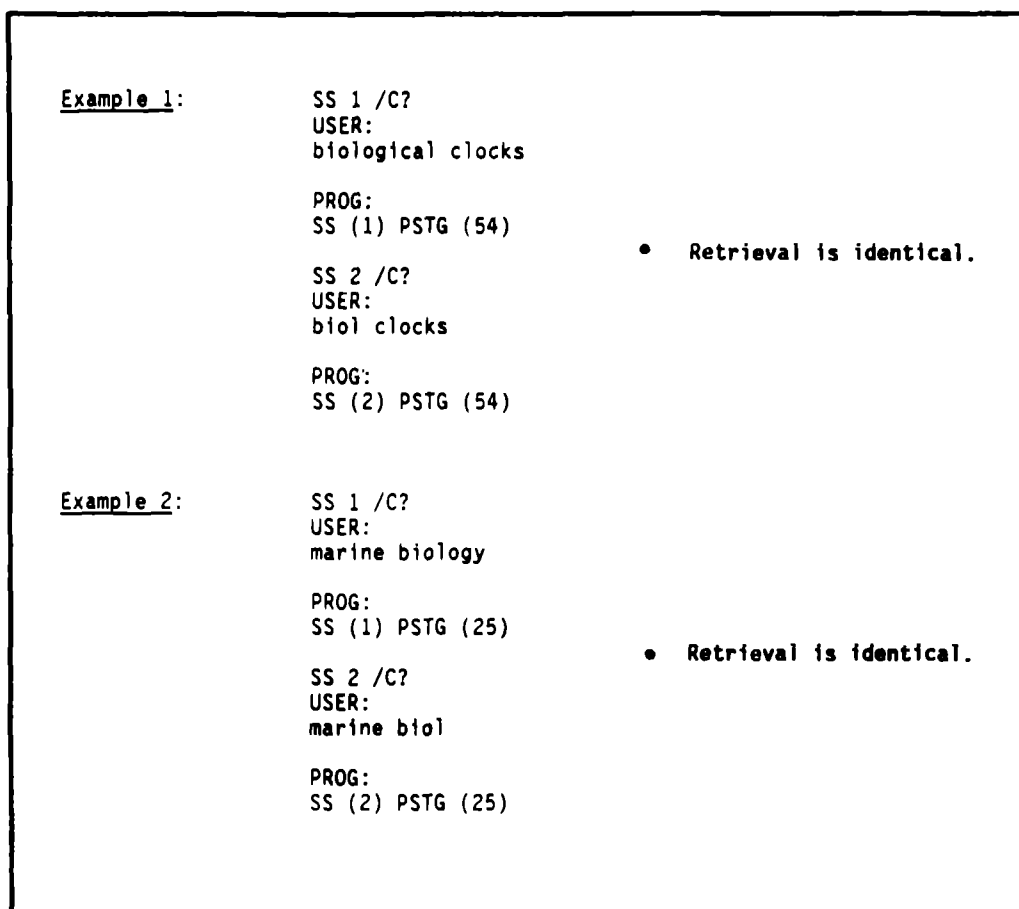 Example 1: SS 1 /C?
USER:
biological clocks
PROG:
SS (1) PSTG (54)
• Retrieval is identical.
SS 2 /C?
USER:
biol clocks
PROG:
SS (2) PSTG (54)
Example 2: SS 1 /C?
USER:
marine biology
PROG:
SS (1) PSTG (25)
• Retrieval is identical.
SS 2 /C?
USER:
marine biol
PROG:
SS (2) PSTG (25)